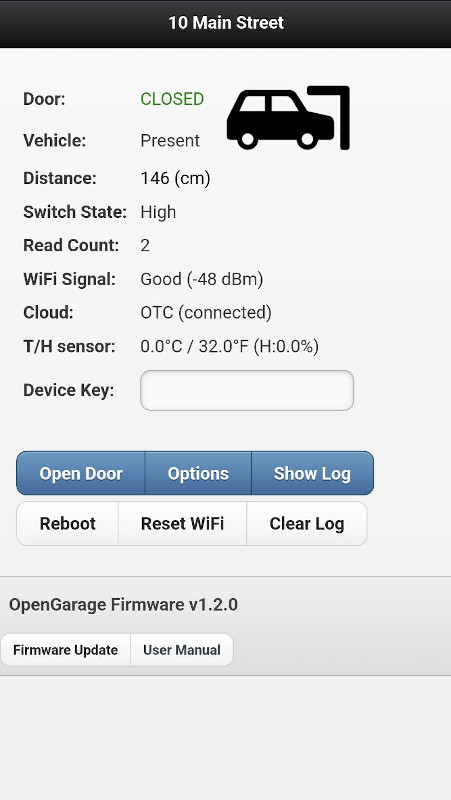 10 Main Street
Door: CLOSED
Vehicle: Present
Distance: 146 (cm)
Switch State: High
Read Count: 2
WiFi Signal: Good (-48 dBm)
Cloud: OTC (connected)
T/H sensor: 0.0°C / 32.0°F (H:0.0%)
Device Key:
Open Door Options Show Log
Reboot Reset WiFi Clear Log
OpenGarage Firmware v1.2.0
Firmware Update User Manual